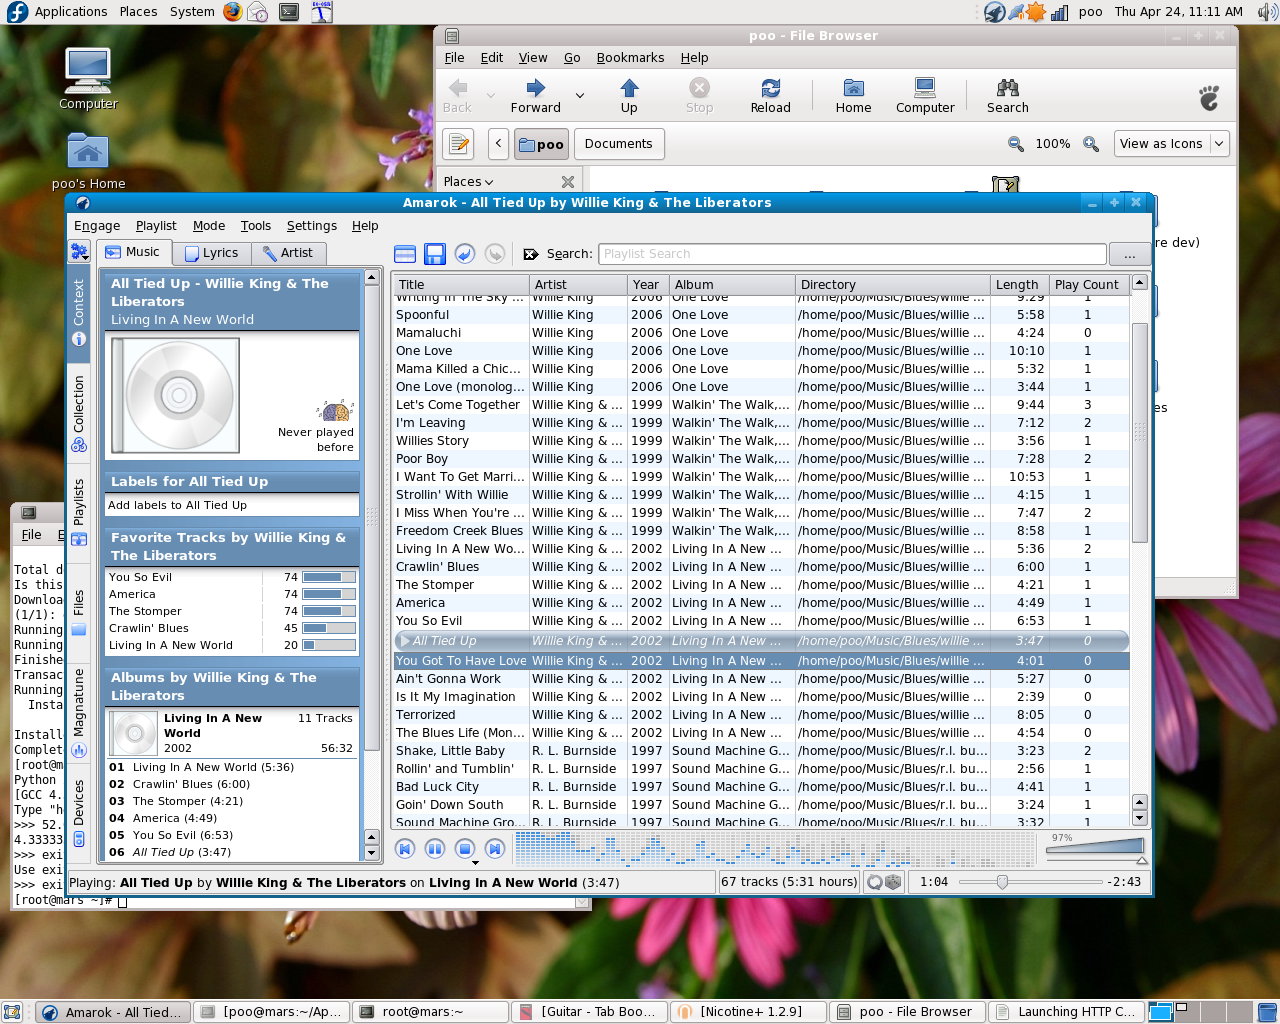 Applications Places System poo Thu Apr 24, 11:11 AM
Computer
poo's Home
poo - File Browser
File Edit View Go Bookmarks Help
Back Forward Up Stop Reload Home Computer Search
poo Documents 100% View as Icons
Places
re dev)
es
Amarok - All Tied Up by Willie King & The Liberators
Engage Playlist Mode Tools Settings Help
Music Lyrics Artist
Search: Playlist Search ...
Context
Collection
Playlists
Files
Magnatune
Devices
All Tied Up - Willie King & The
Liberators
Living In A New World
Never played
before
Labels for All Tied Up
Add labels to All Tied Up
Favorite Tracks by Willie King &
The Liberators
You So Evil 74
America 74
The Stomper 74
Crawlin' Blues 45
Living In A New World 20
Albums by Willie King & The
Liberators
Living In A New 11 Tracks
World
2002 56:32
01 Living In A New World (5:36)
02 Crawlin' Blues (6:00)
03 The Stomper (4:21)
04 America (4:49)
05 You So Evil (6:53)
06 All Tied Up (3:47)
Title Artist Year Album Directory Length Play Count
Writing In The Sky ... Willie King 2006 One Love /home/poo/Music/Blues/willie ... 9:29 1
Spoonful Willie King 2006 One Love /home/poo/Music/Blues/willie ... 5:58 1
Mamaluchi Willie King 2006 One Love /home/poo/Music/Blues/willie ... 4:24 0
One Love Willie King 2006 One Love /home/poo/Music/Blues/willie ... 10:10 1
Mama Killed a Chic... Willie King 2006 One Love /home/poo/Music/Blues/willie ... 5:32 1
One Love (monolog... Willie King 2006 One Love /home/poo/Music/Blues/willie ... 3:44 1
Let's Come Together Willie King & ... 1999 Walkin' The Walk,... /home/poo/Music/Blues/willie ... 9:44 3
I'm Leaving Willie King & ... 1999 Walkin' The Walk,... /home/poo/Music/Blues/willie ... 7:12 2
Willies Story Willie King & ... 1999 Walkin' The Walk,... /home/poo/Music/Blues/willie ... 3:56 1
Poor Boy Willie King & ... 1999 Walkin' The Walk,... /home/poo/Music/Blues/willie ... 7:28 2
I Want To Get Marri... Willie King & ... 1999 Walkin' The Walk,... /home/poo/Music/Blues/willie ... 10:53 1
Strollin' With Willie Willie King & ... 1999 Walkin' The Walk,... /home/poo/Music/Blues/willie ... 4:15 1
I Miss When You're ... Willie King & ... 1999 Walkin' The Walk,... /home/poo/Music/Blues/willie ... 7:47 2
Freedom Creek Blues Willie King & ... 1999 Walkin' The Walk,... /home/poo/Music/Blues/willie ... 8:58 1
Living In A New Wo... Willie King & ... 2002 Living In A New ... /home/poo/Music/Blues/willie ... 5:36 2
Crawlin' Blues Willie King & ... 2002 Living In A New ... /home/poo/Music/Blues/willie ... 6:00 1
The Stomper Willie King & ... 2002 Living In A New ... /home/poo/Music/Blues/willie ... 4:21 1
America Willie King & ... 2002 Living In A New ... /home/poo/Music/Blues/willie ... 4:49 1
You So Evil Willie King & ... 2002 Living In A New ... /home/poo/Music/Blues/willie ... 6:53 1
All Tied Up Willie King & ... 2002 Living In A New ... /home/poo/Music/Blues/willie ... 3:47 0
You Got To Have Love Willie King & ... 2002 Living In A New ... /home/poo/Music/Blues/willie ... 4:01 0
Ain't Gonna Work Willie King & ... 2002 Living In A New ... /home/poo/Music/Blues/willie ... 5:27 0
Is It My Imagination Willie King & ... 2002 Living In A New ... /home/poo/Music/Blues/willie ... 2:39 0
Terrorized Willie King & ... 2002 Living In A New ... /home/poo/Music/Blues/willie ... 8:05 0
The Blues Life (Mon... Willie King & ... 2002 Living In A New ... /home/poo/Music/Blues/willie ... 4:54 0
Shake, Little Baby R. L. Burnside 1997 Sound Machine G... /home/poo/Music/Blues/r.l. bu... 3:23 2
Rollin' and Tumblin' R. L. Burnside 1997 Sound Machine G... /home/poo/Music/Blues/r.l. bu... 2:56 1
Bad Luck City R. L. Burnside 1997 Sound Machine G... /home/poo/Music/Blues/r.l. bu... 4:41 1
Goin' Down South R. L. Burnside 1997 Sound Machine G... /home/poo/Music/Blues/r.l. bu... 3:24 1
Sound Machine Gro... R. L. Burnside 1997 Sound Machine G... /home/poo/Music/Blues/r.l. bu... 3:32 1
97%
Playing: All Tied Up by Willie King & The Liberators on Living In A New World (3:47) 67 tracks (5:31 hours) 1:04 -2:43
File E
Total d
Is this
Downloa
(1/1):
Running
Running
Finishe
Transac
Running
Insta
Install
Complet
[root@m
Python
[GCC 4.
Type "h
>>> 52.
4.33333
>>> exi
Use exi
>>> exi
[root@mars ~]#
Amarok - All Tied... [poo@mars:~/Ap... root@mars:~ [Guitar - Tab Boo... [Nicotine+ 1.2.9] poo - File Browser Launching HTTP C...